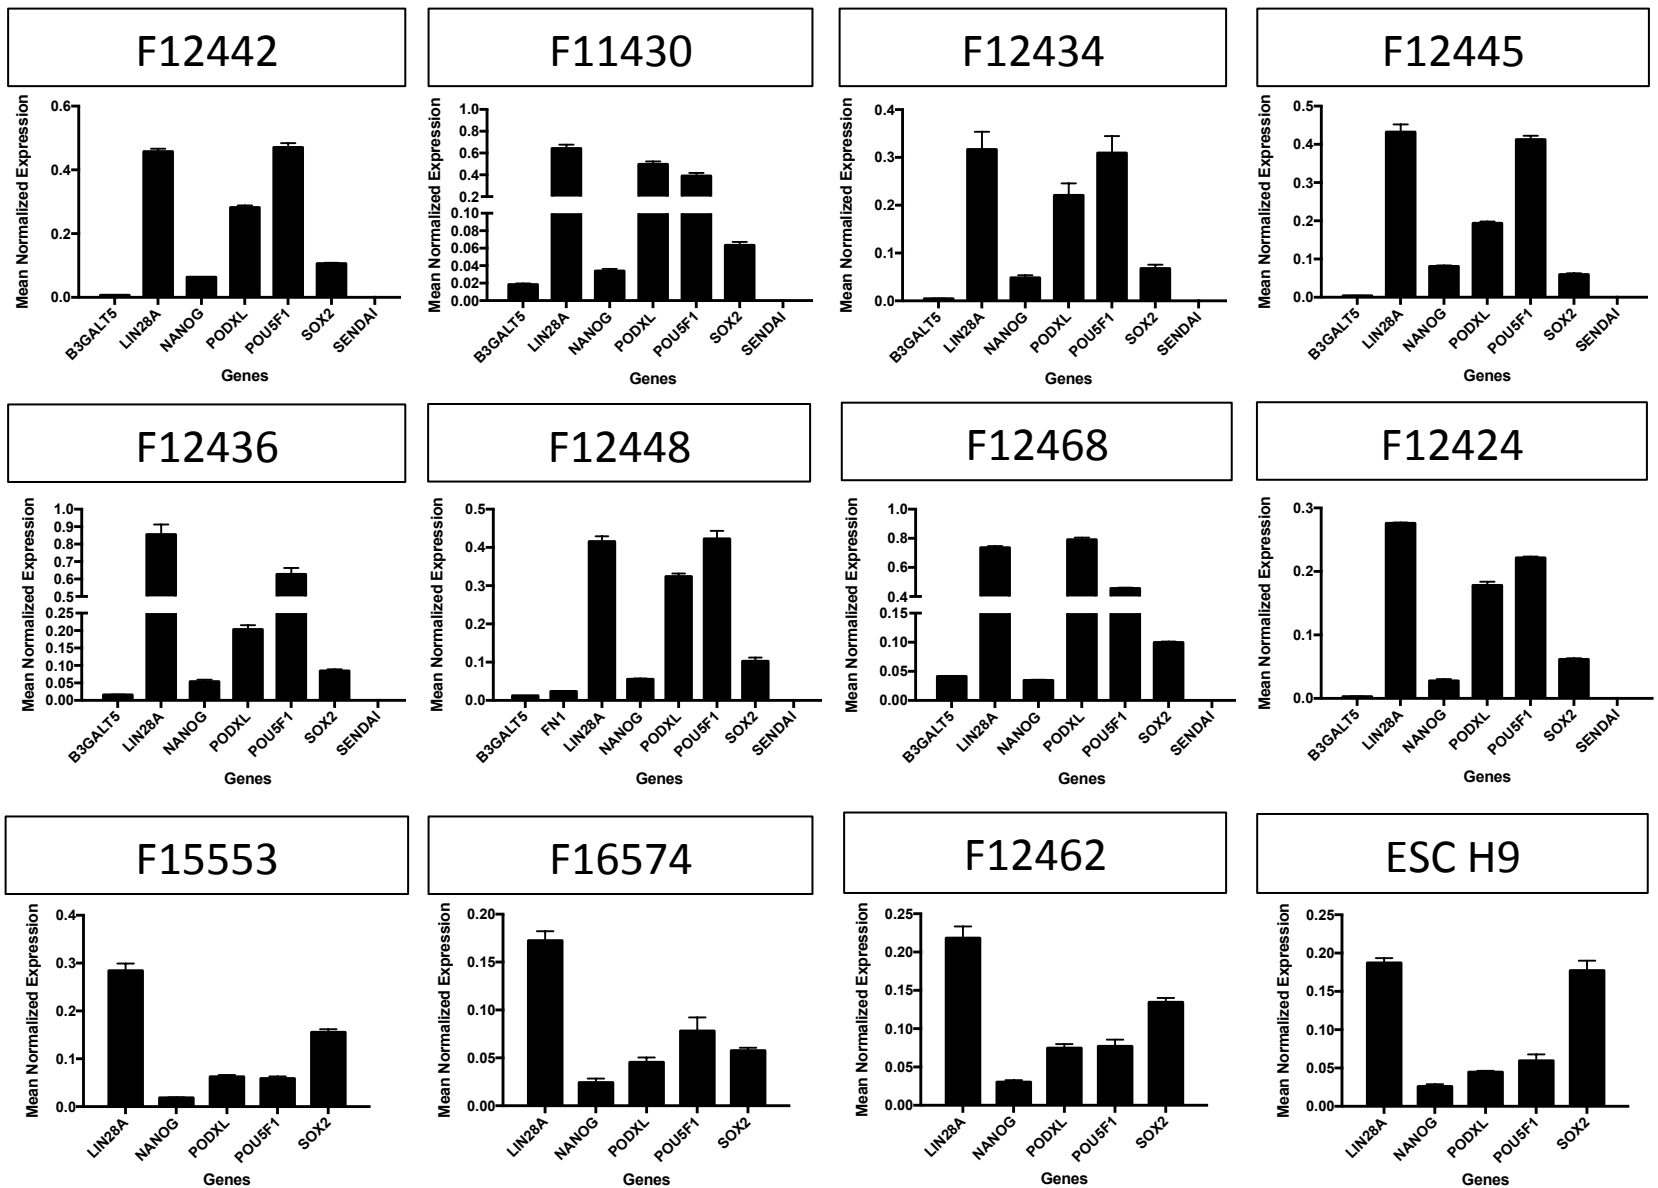 F12442
Mean Normalized Expression
0.6
0.4
0.2
0.0
B3GALT5
LIN28A
NANOG
PODXL
POU5F1
SOX2
SENDAI
Genes
F11430
Mean Normalized Expression
1.0
0.8
0.6
0.4
0.2
0.10
0.08
0.06
0.04
0.02
0.00
B3GALT5
LIN28A
NANOG
PODXL
POU5F1
SOX2
SENDAI
Genes
F12434
Mean Normalized Expression
0.4
0.3
0.2
0.1
0.0
B3GALT5
LIN28A
NANOG
PODXL
POU5F1
SOX2
SENDAI
Genes
F12445
Mean Normalized Expression
0.5
0.4
0.3
0.2
0.1
0.0
B3GALT5
LIN28A
NANOG
PODXL
POU5F1
SOX2
SENDAI
Genes
F12436
Mean Normalized Expression
1.0
0.9
0.8
0.7
0.6
0.5
0.25
0.20
0.15
0.10
0.05
0.00
B3GALT5
LIN28A
NANOG
PODXL
POU5F1
SOX2
SENDAI
Genes
F12448
Mean Normalized Expression
0.5
0.4
0.3
0.2
0.1
0.0
B3GALT5
FN1
LIN28A
NANOG
PODXL
POU5F1
SOX2
SENDAI
Genes
F12468
Mean Normalized Expression
1.0
0.8
0.6
0.4
0.15
0.10
0.05
0.00
B3GALT5
LIN28A
NANOG
PODXL
POU5F1
SOX2
SENDAI
Genes
F12424
Mean Normalized Expression
0.3
0.2
0.1
0.0
B3GALT5
LIN28A
NANOG
PODXL
POU5F1
SOX2
SENDAI
Genes
F15553
Mean Normalized Expression
0.4
0.3
0.2
0.1
0.0
LIN28A
NANOG
PODXL
POU5F1
SOX2
Genes
F16574
Mean Normalized Expression
0.20
0.15
0.10
0.05
0.00
LIN28A
NANOG
PODXL
POU5F1
SOX2
Genes
F12462
Mean Normalized Expression
0.25
0.20
0.15
0.10
0.05
0.00
LIN28A
NANOG
PODXL
POU5F1
SOX2
Genes
ESC H9
Mean Normalized Expression
0.25
0.20
0.15
0.10
0.05
0.00
LIN28A
NANOG
PODXL
POU5F1
SOX2
Genes